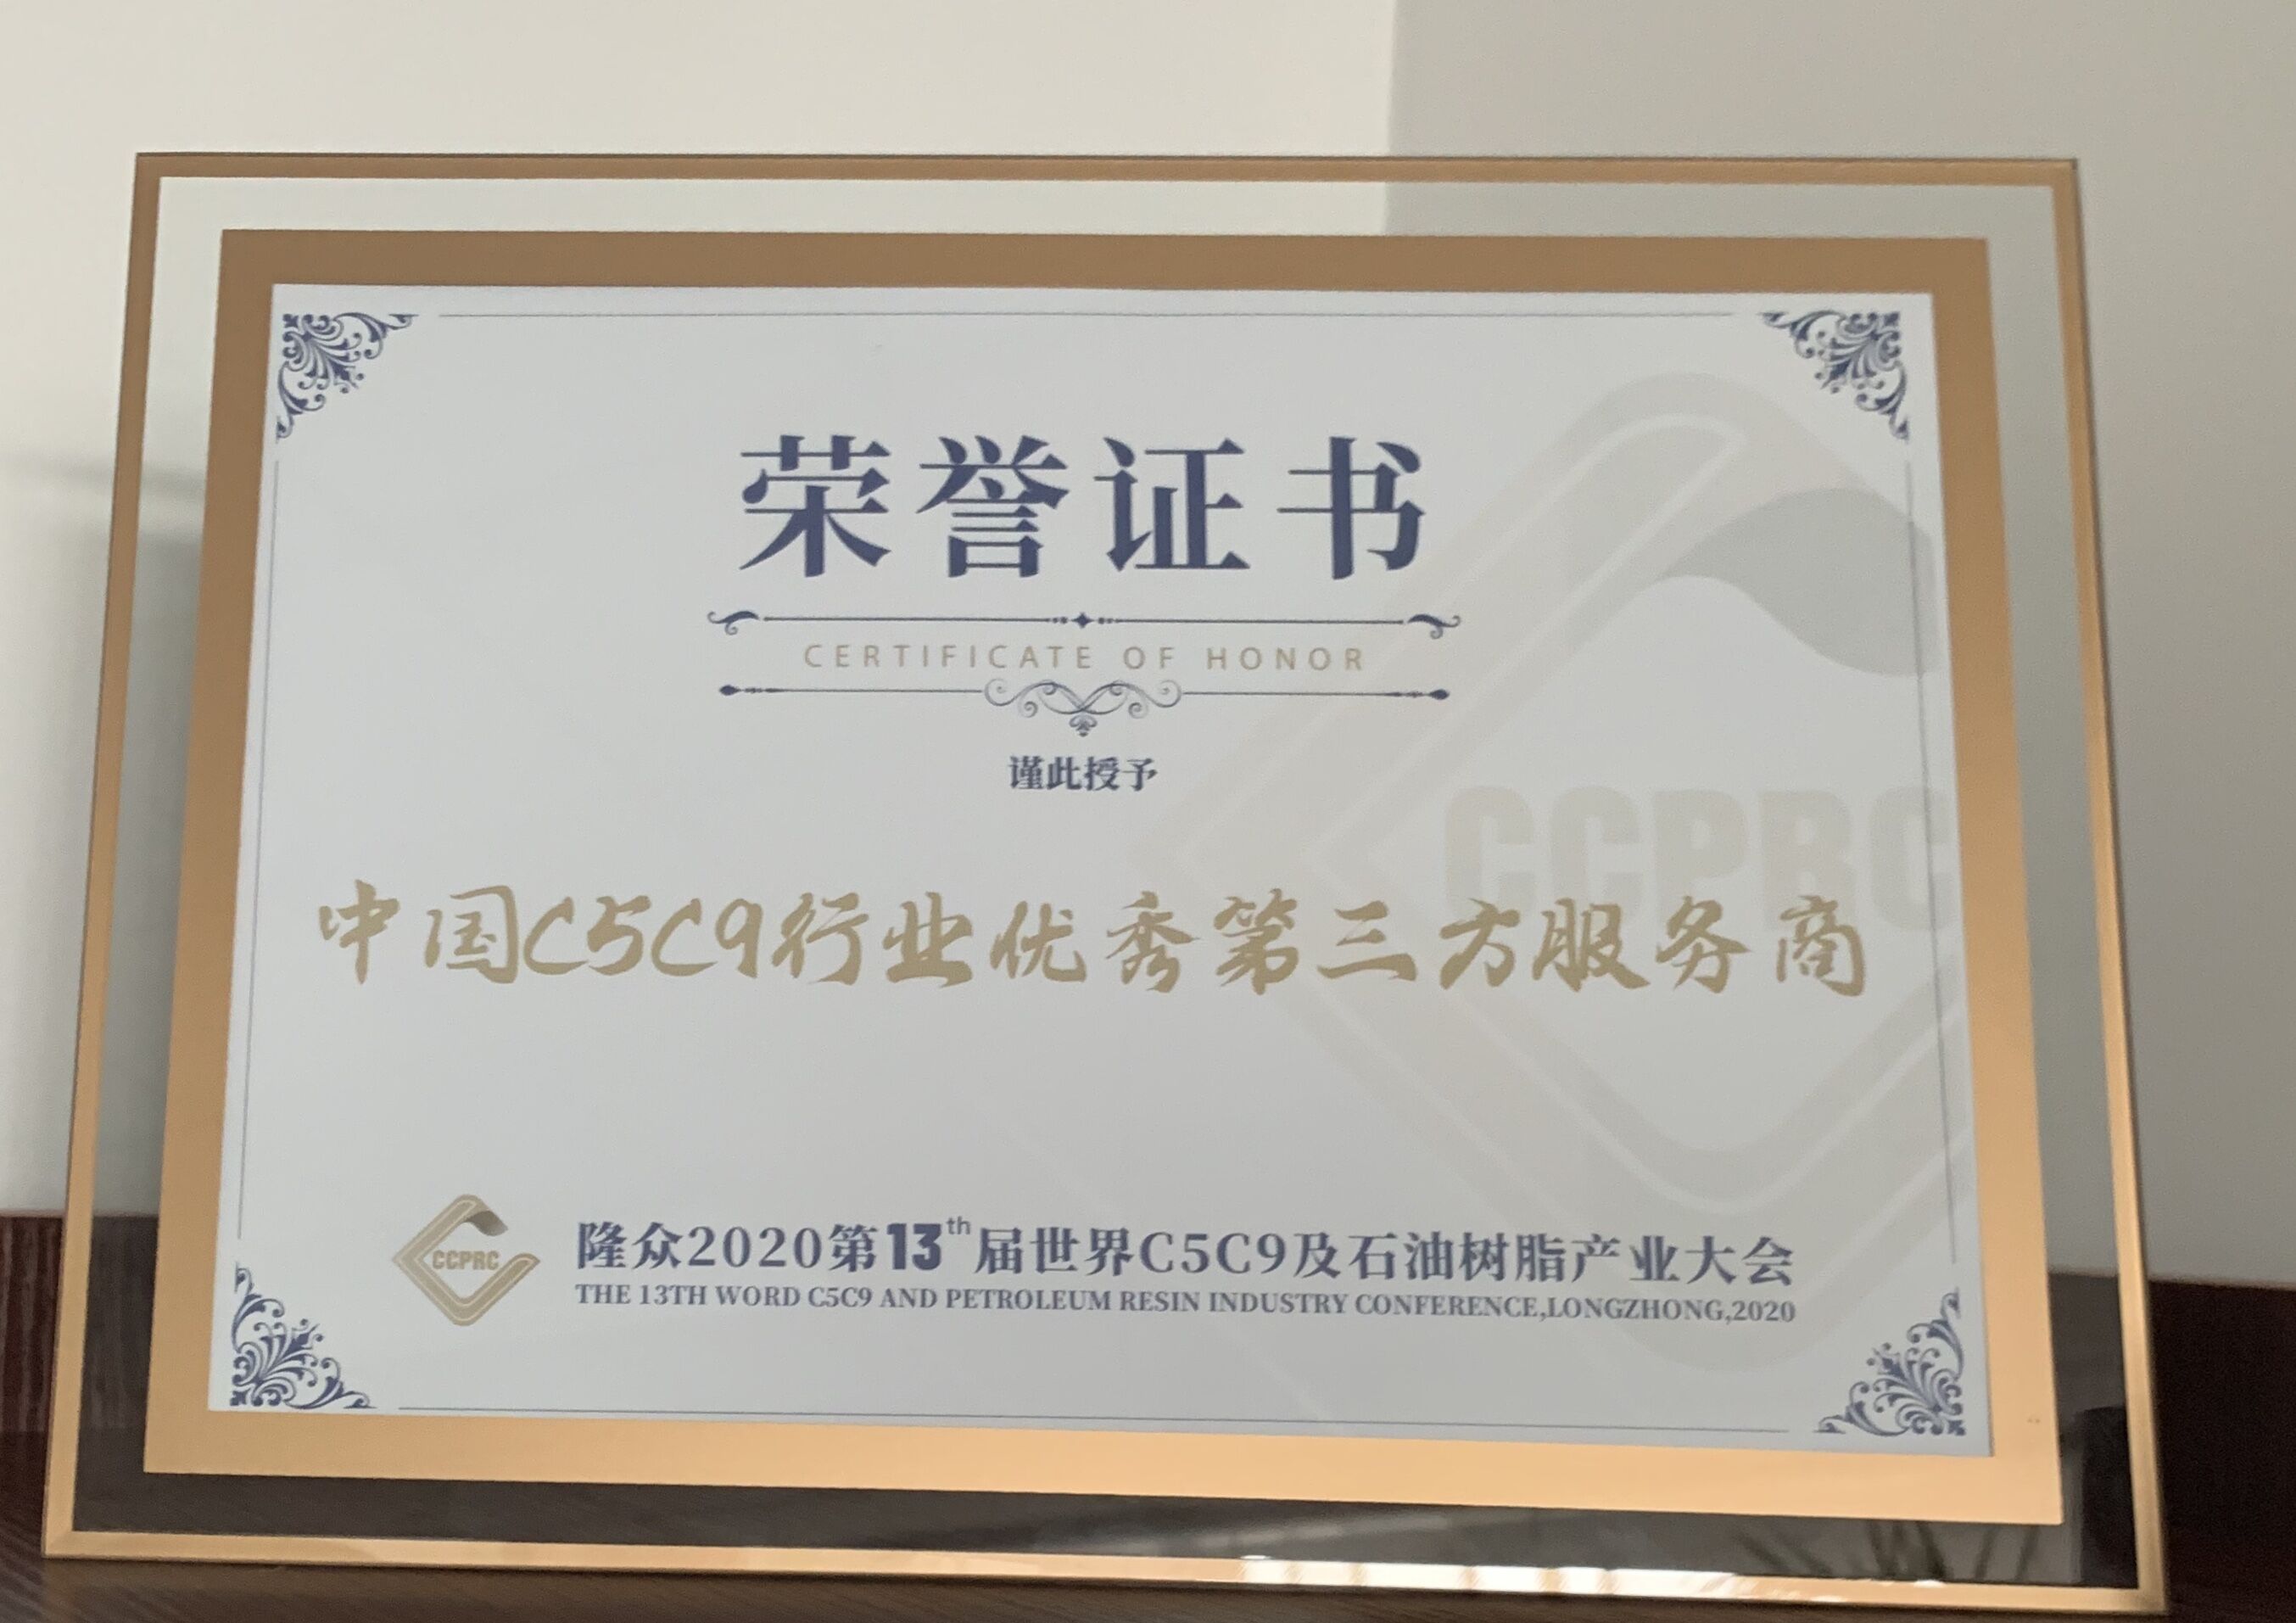 荣誉证书
CERTIFICATE OF HONOR
谨此授予
CCPRC
中国C5C9行业优秀第三方服务商
CCPRC
隆众2020第13th届世界C5C9及石油树脂产业大会
THE 13TH WORD C5C9 AND PETROLEUM RESIN INDUSTRY CONFERENCE,LONGZHONG,2020